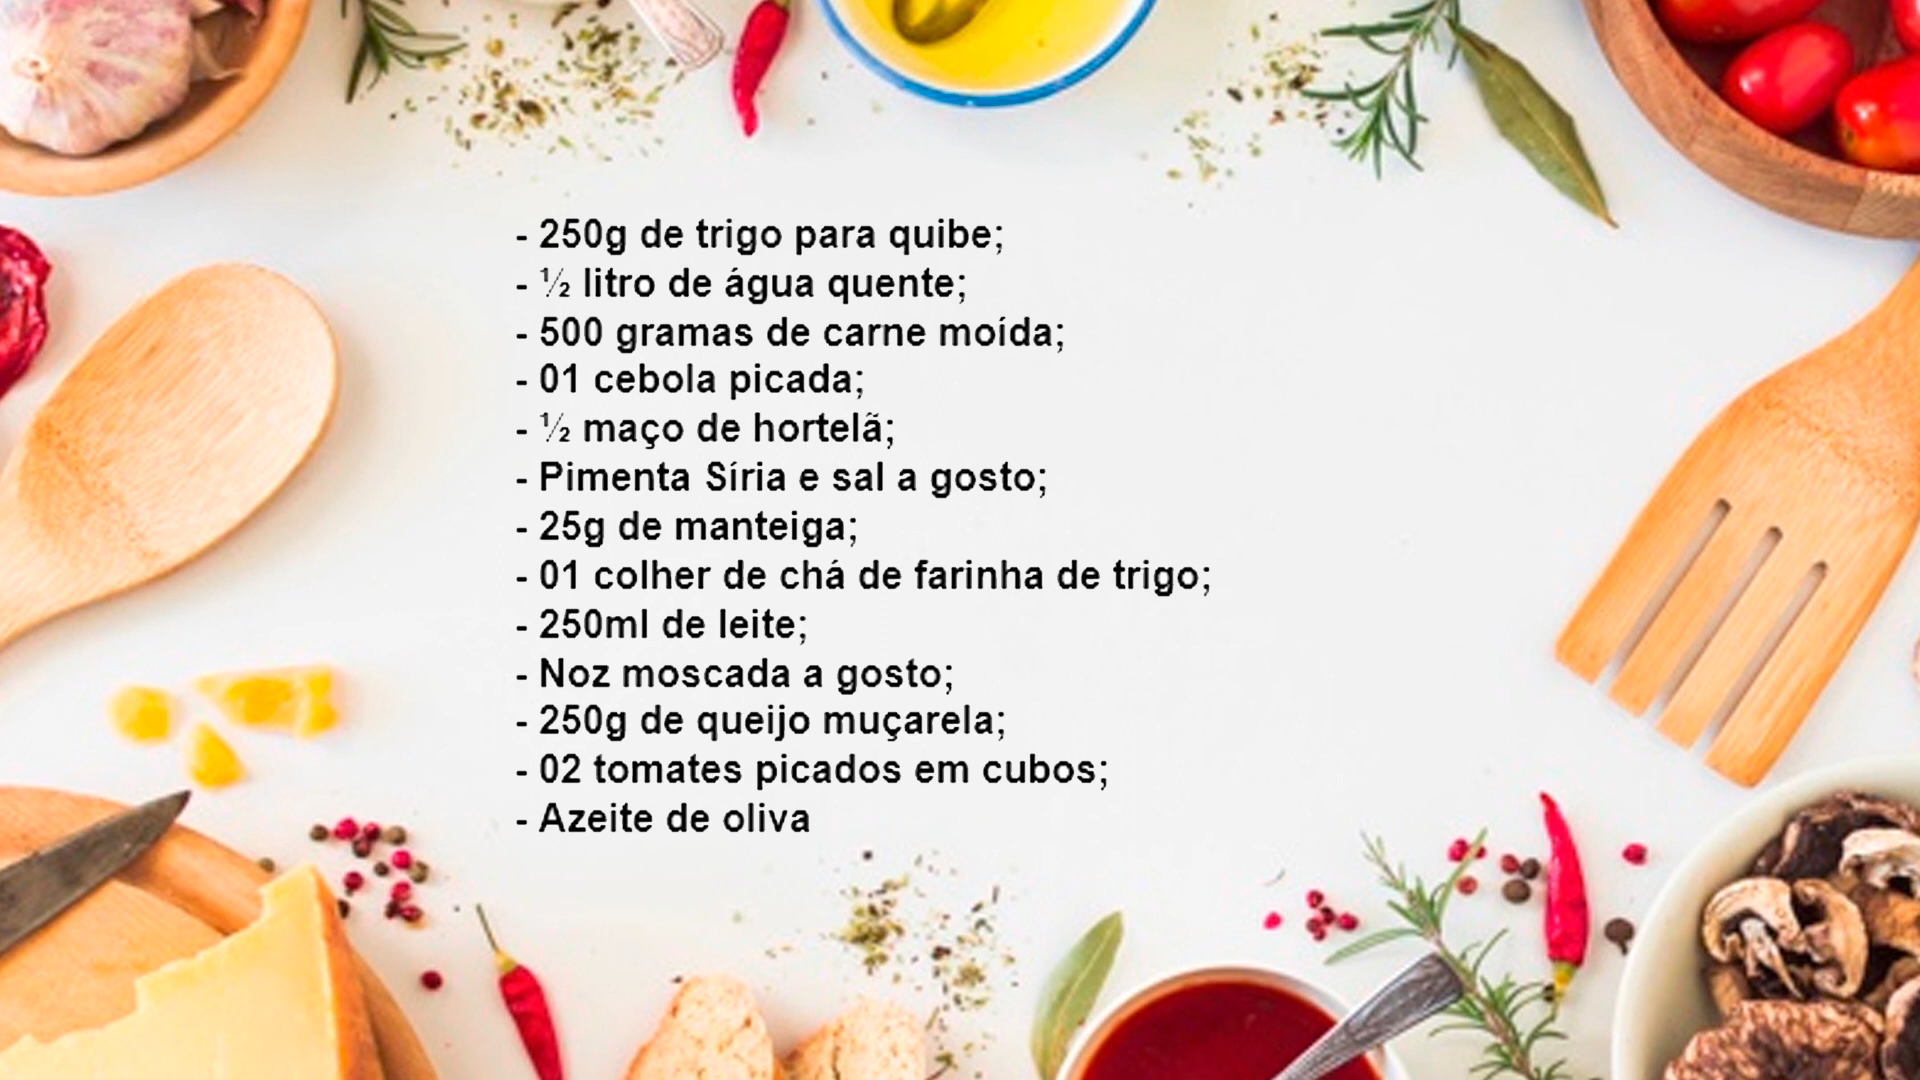 - 250g de trigo para quibe;
- ½ litro de água quente;
- 500 gramas de carne moída;
- 01 cebola picada;
- ½ maço de hortelã;
- Pimenta Síria e sal a gosto;
- 25g de manteiga;
- 01 colher de chá de farinha de trigo;
- 250ml de leite;
- Noz moscada a gosto;
- 250g de queijo muçarela;
- 02 tomates picados em cubos;
- Azeite de oliva